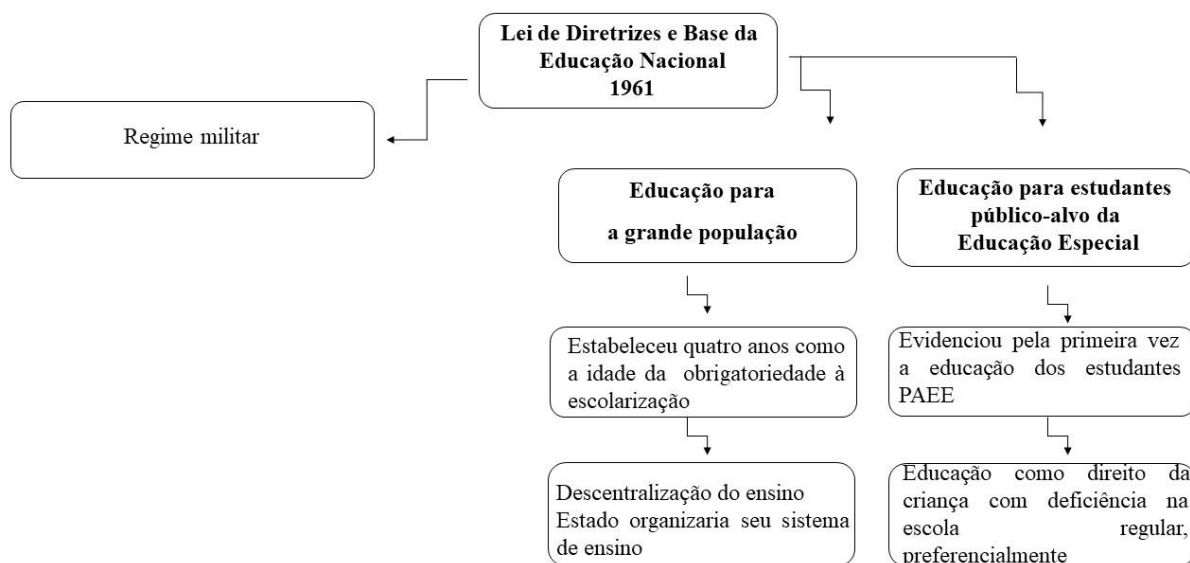 Lei de Diretrizes e Base da
Educação Nacional
1961
Regime militar
Educação para
a grande população
Educação para estudantes
público-alvo da
Educação Especial
Estabeleceu quatro anos como
a idade da obrigatoriedade à
escolarização
Evidenciou pela primeira vez
a educação dos estudantes
PAEE
Descentralização do ensino
Estado organizaria seu sistema
de ensino
Educação como direito da
criança com deficiência na
escola regular,
preferencialmente